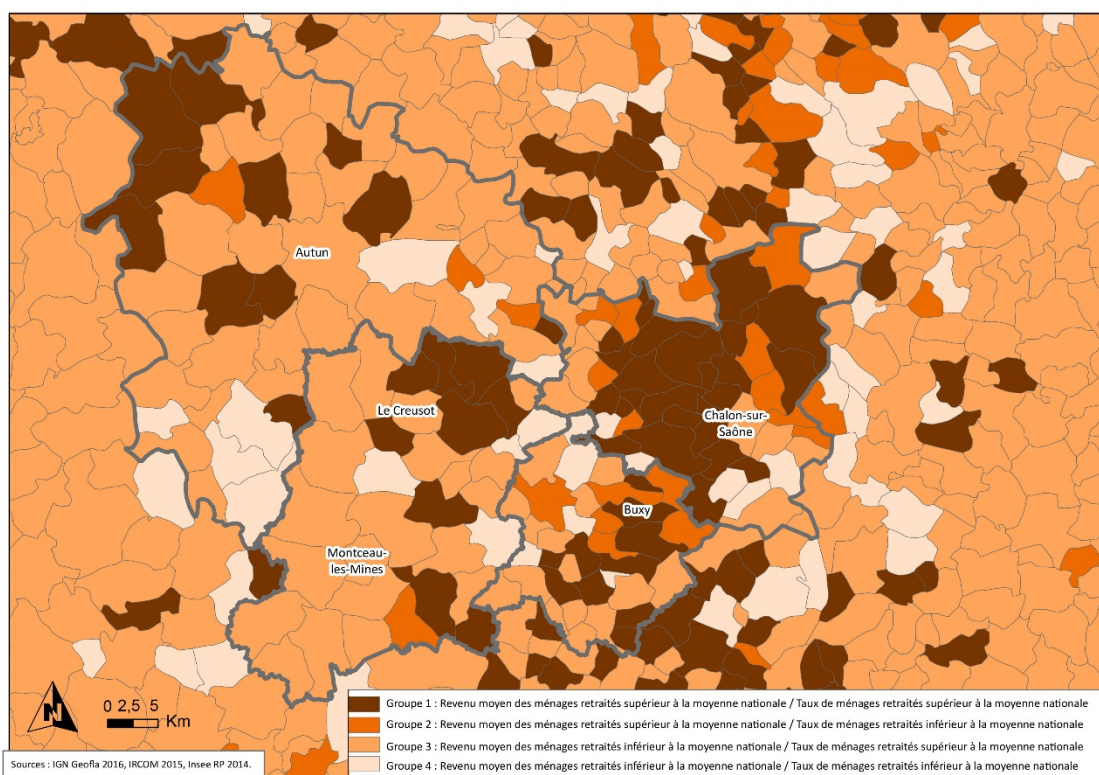 Autun
Le Creusot
Chalon-sur-
Saône
Buxy
Montceau-
les-Mines
N
0 2,5 5
Km
Groupe 1 : Revenu moyen des ménages retraités supérieur à la moyenne nationale / Taux de ménages retraités supérieur à la moyenne nationale
Groupe 2 : Revenu moyen des ménages retraités supérieur à la moyenne nationale / Taux de ménages retraités inférieur à la moyenne nationale
Groupe 3 : Revenu moyen des ménages retraités inférieur à la moyenne nationale / Taux de ménages retraités supérieur à la moyenne nationale
Groupe 4 : Revenu moyen des ménages retraités inférieur à la moyenne nationale / Taux de ménages retraités inférieur à la moyenne nationale
Sources : IGN Geofla 2016, IRCOM 2015, Insee RP 2014.